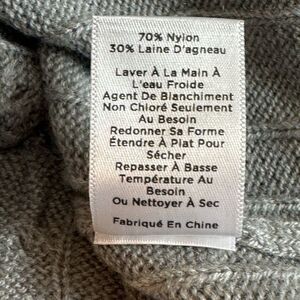 70% Nylon
30% Laine D'agneau
Laver À La Main À
L'eau Froide
Agent De Blanchiment
Non Chloré Seulement
Au Besoin
Redonner Sa Forme
Étendre À Plat Pour
Sécher
Repasser À Basse
Température Au
Besoin
Ou Nettoyer À Sec
Fabriqué En Chine